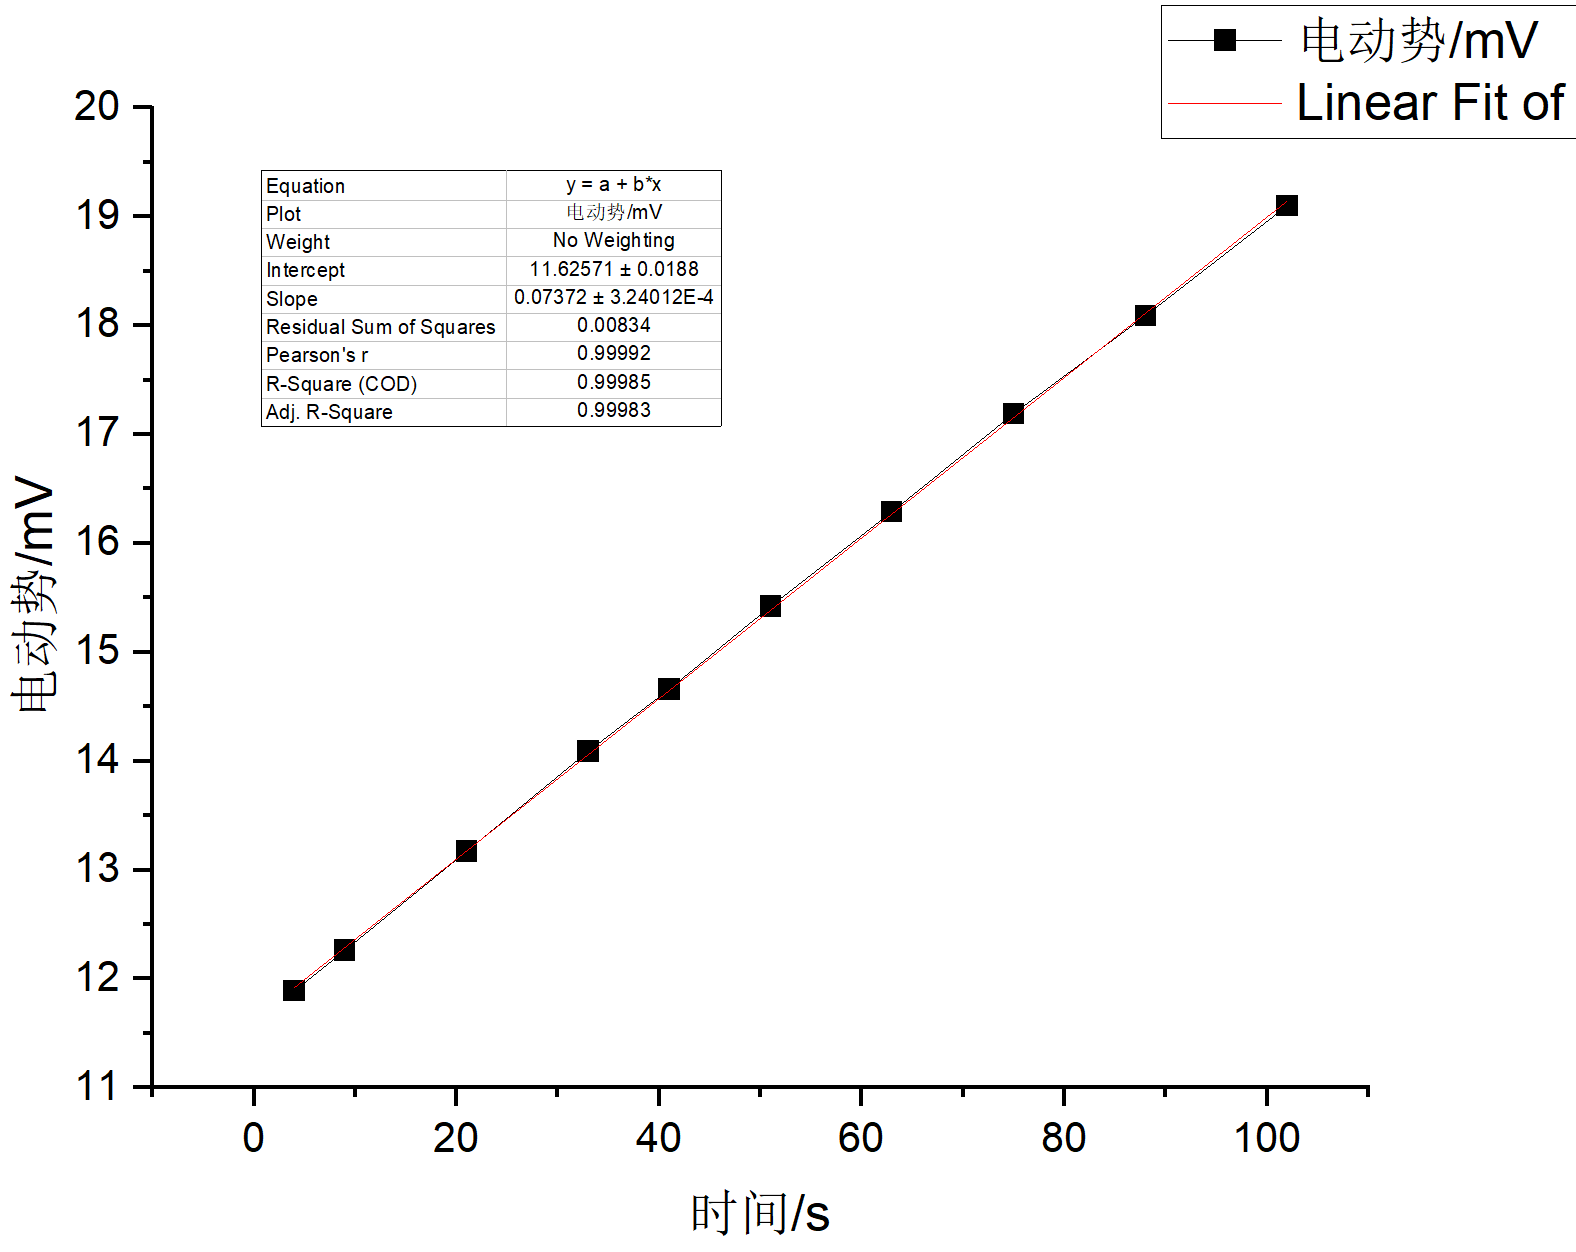 电动势/mV
Linear Fit of
20
19
18
17
16
15
14
13
12
11
电动势/mV
Equation y = a + b*x
Plot 电动势/mV
Weight No Weighting
Intercept 11.62571 ± 0.0188
Slope 0.07372 ± 3.24012E-4
Residual Sum of Squares 0.00834
Pearson's r 0.99992
R-Square (COD) 0.99985
Adj. R-Square 0.99983
0 20 40 60 80 100
时间/s